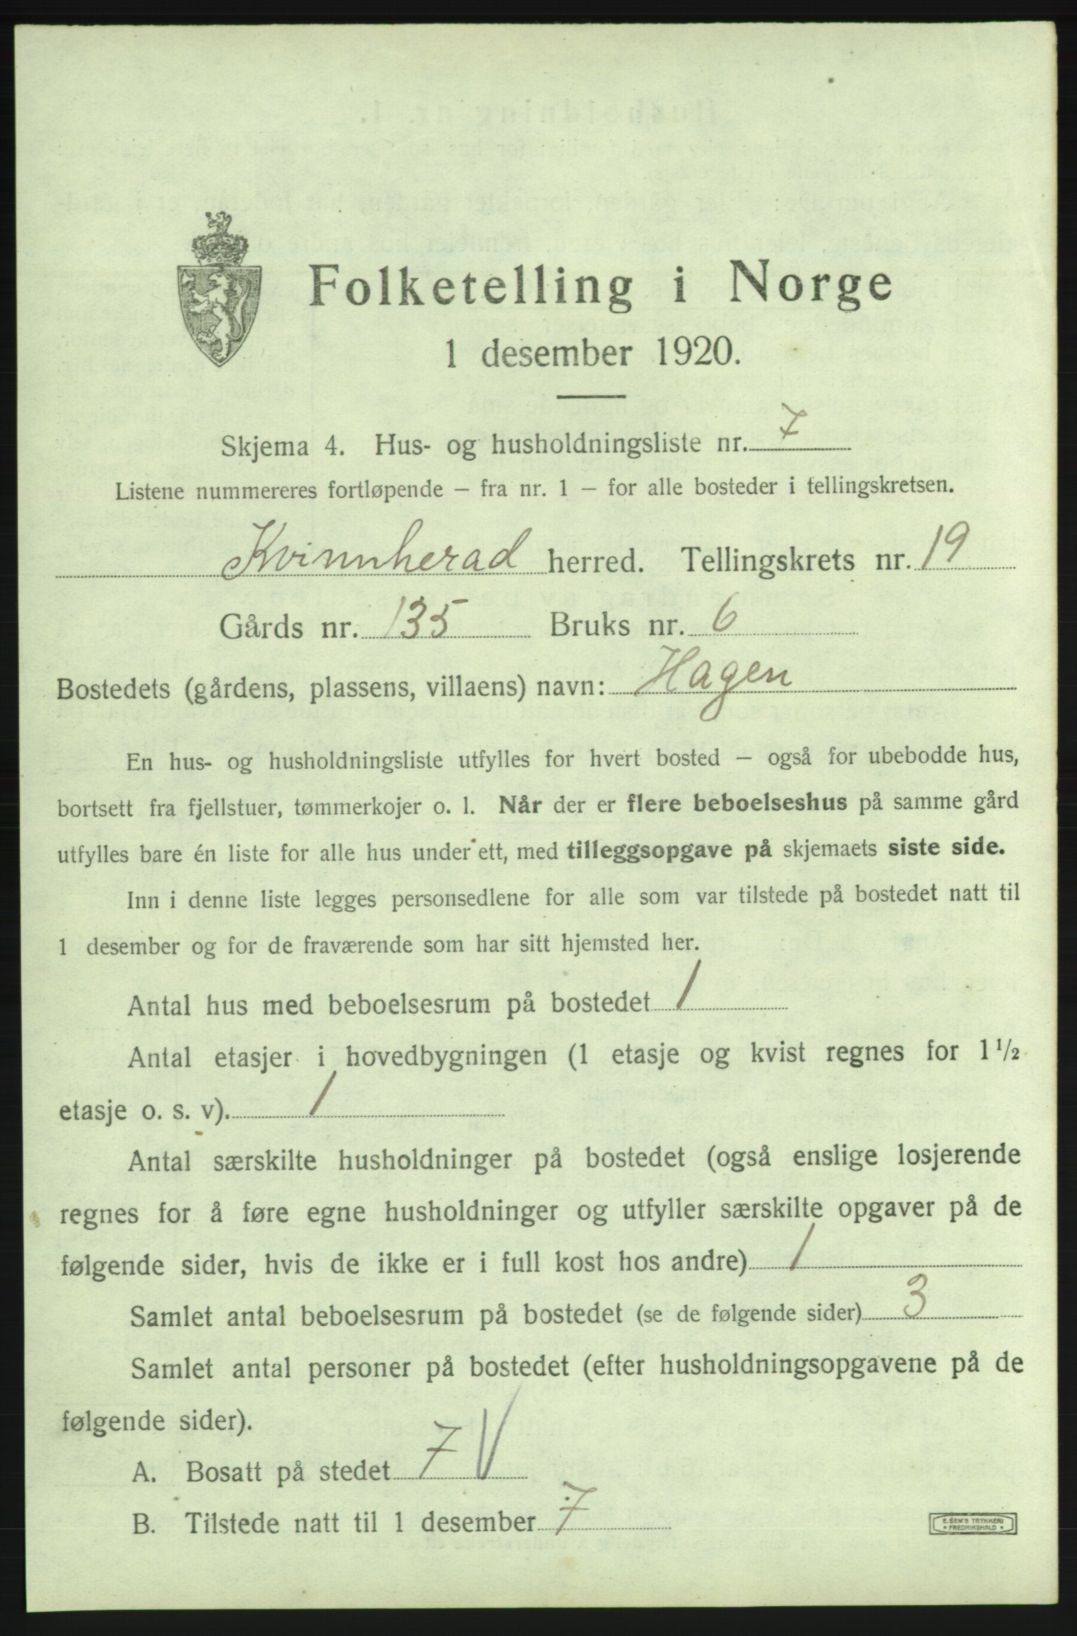 Folketelling i Norge
1 desember 1920.
Skjema 4. Hus- og husholdningsliste nr. 7
Listene nummereres fortløpende – fra nr. 1 – for alle bosteder i tellingskretsen.
Kvinnherad herred. Tellingskrets nr. 19
Gårds nr. 135 Bruks nr. 6
Bostedets (gårdens, plassens, villaens) navn: Hagen
En hus- og husholdningsliste utfylles for hvert bosted – også for ubebodde hus,
bortsett fra fjellstuer, tømmerkojer o. l. Når der er flere beboelseshus på samme gård
utfylles bare én liste for alle hus under ett, med tilleggsopgave på skjemaets siste side.
Inn i denne liste legges personsedlene for alle som var tilstede på bostedet natt til
1 desember og for de fraværende som har sitt hjemsted her.
Antal hus med beboelsesrum på bostedet 1
Antal etasjer i hovedbygningen (1 etasje og kvist regnes for 1 1/2
etasje o. s. v). 1
Antal særskilte husholdninger på bostedet (også enslige losjerende
regnes for å føre egne husholdninger og utfyller særskilte opgaver på de
følgende sider, hvis de ikke er i full kost hos andre) 1
Samlet antal beboelsesrum på bostedet (se de følgende sider) 3
Samlet antal personer på bostedet (efter husholdningsopgavene på de
følgende sider).
A. Bosatt på stedet 7 V
B. Tilstede natt til 1 desember 7
TRYKKERI
FREDRIKSHALD